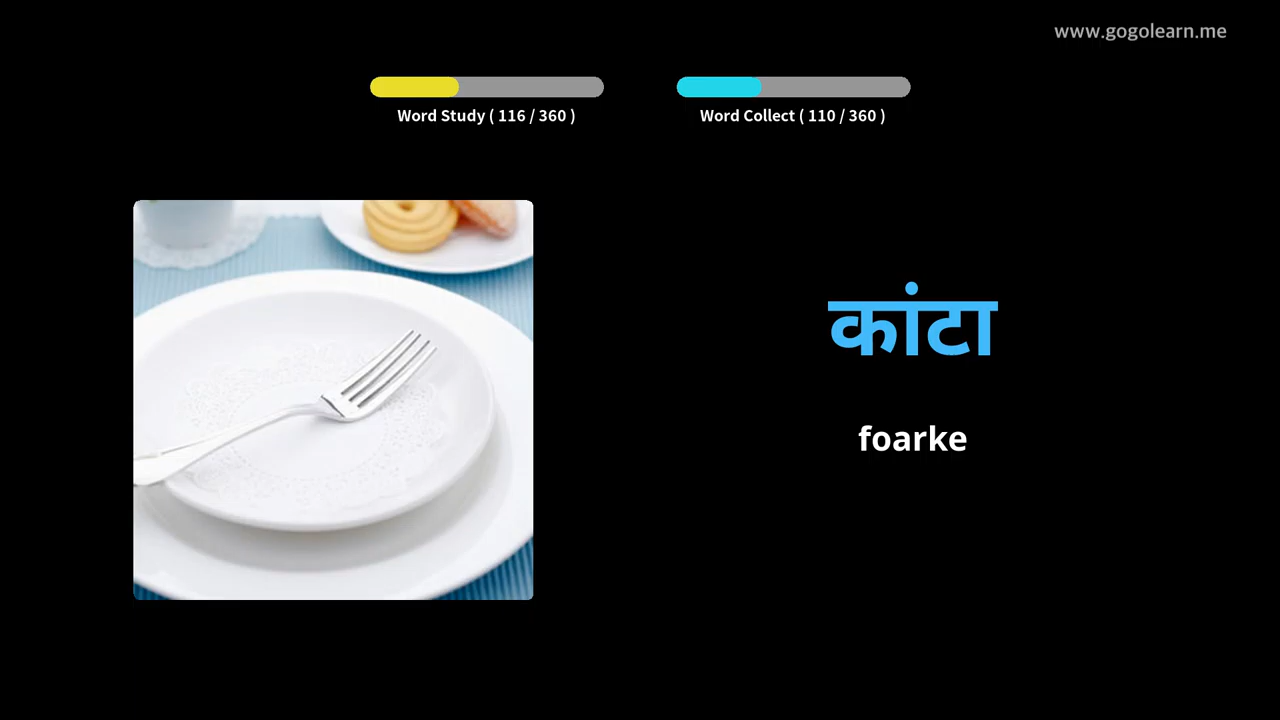 www.gogolearn.me
Word Study ( 116 / 360 )
Word Collect ( 110 / 360 )
कांटा
foarke